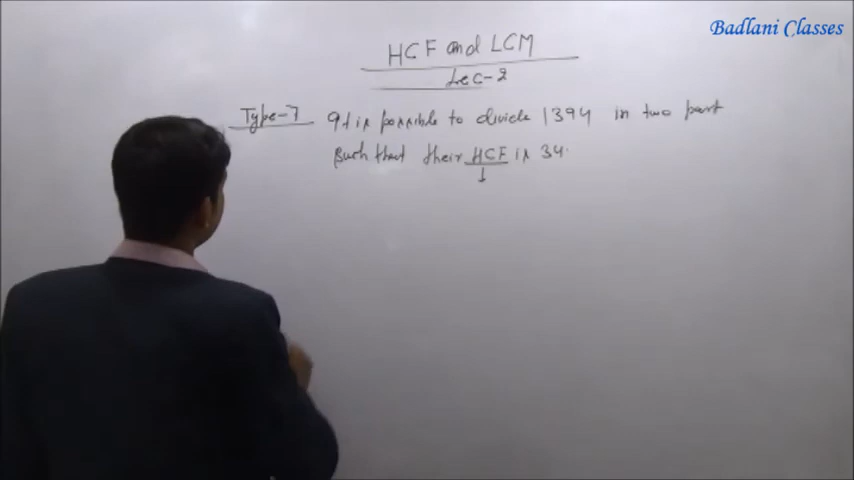 Badlani Classes
HCF and LCM
Lec-2
Type-7 It is possible to divide 1394 in two part
such that their HCF is 34.